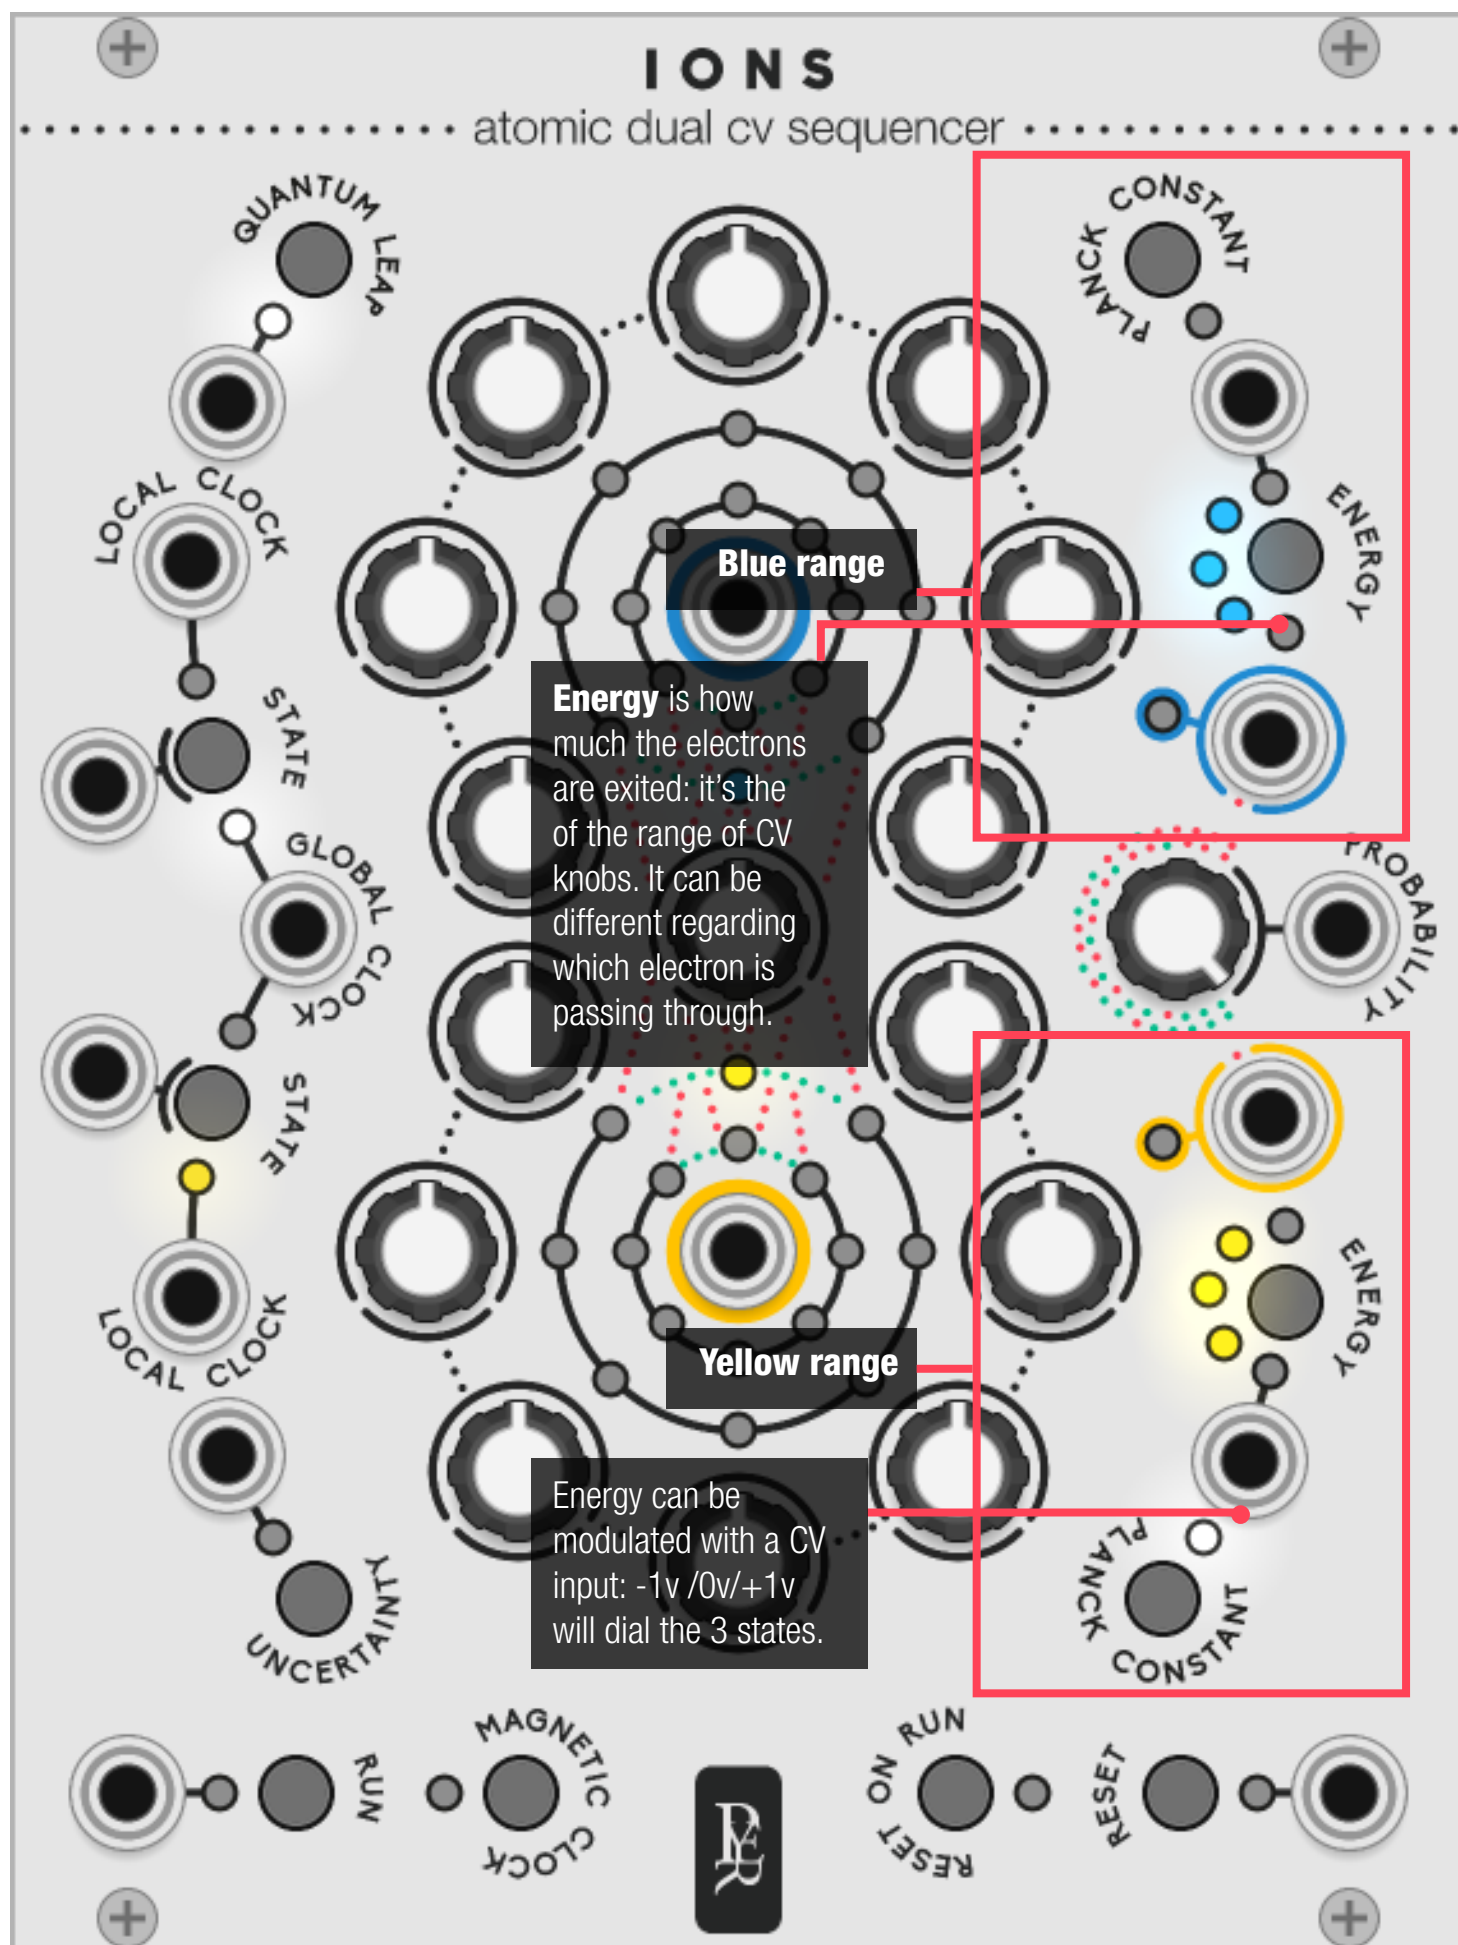 IONS
atomic dual cv sequencer
QUANTUM LEAP
PLANCK CONSTANT
LOCAL CLOCK
ENERGY
Blue range
STATE
Energy is how
much the electrons
are exited: it's the
of the range of CV
knobs. It can be
different regarding
which electron is
passing through.
GLOBAL CLOCK
PROBABILITY
STATE
ENERGY
LOCAL CLOCK
Yellow range
Energy can be
modulated with a CV
input: -1v /0v/+1v
will dial the 3 states.
UNCERTAINTY
PLANCK CONSTANT
RUN
MAGNETIC CLOCK
RESET ON RUN
RESET